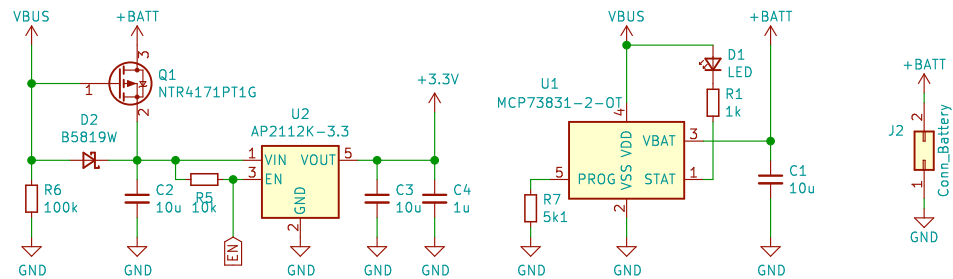 VBUS
+BATT
3
Q1
NTR4171PT1G
1
2
D2
B5819W
R6
100k
GND
C2
10u
GND
R5
10k
EN
U2
AP2112K-3.3
1
VIN
VOUT
5
3
EN
GND
2
GND
+3.3V
C3
10u
GND
C4
1u
GND
VBUS
+BATT
D1
LED
R1
1k
U1
MCP73831-2-OT
4
VDD
VBAT
3
5
PROG
VSS
STAT
1
2
GND
R7
5k1
GND
C1
10u
GND
+BATT
2
J2
Conn_Battery
1
GND